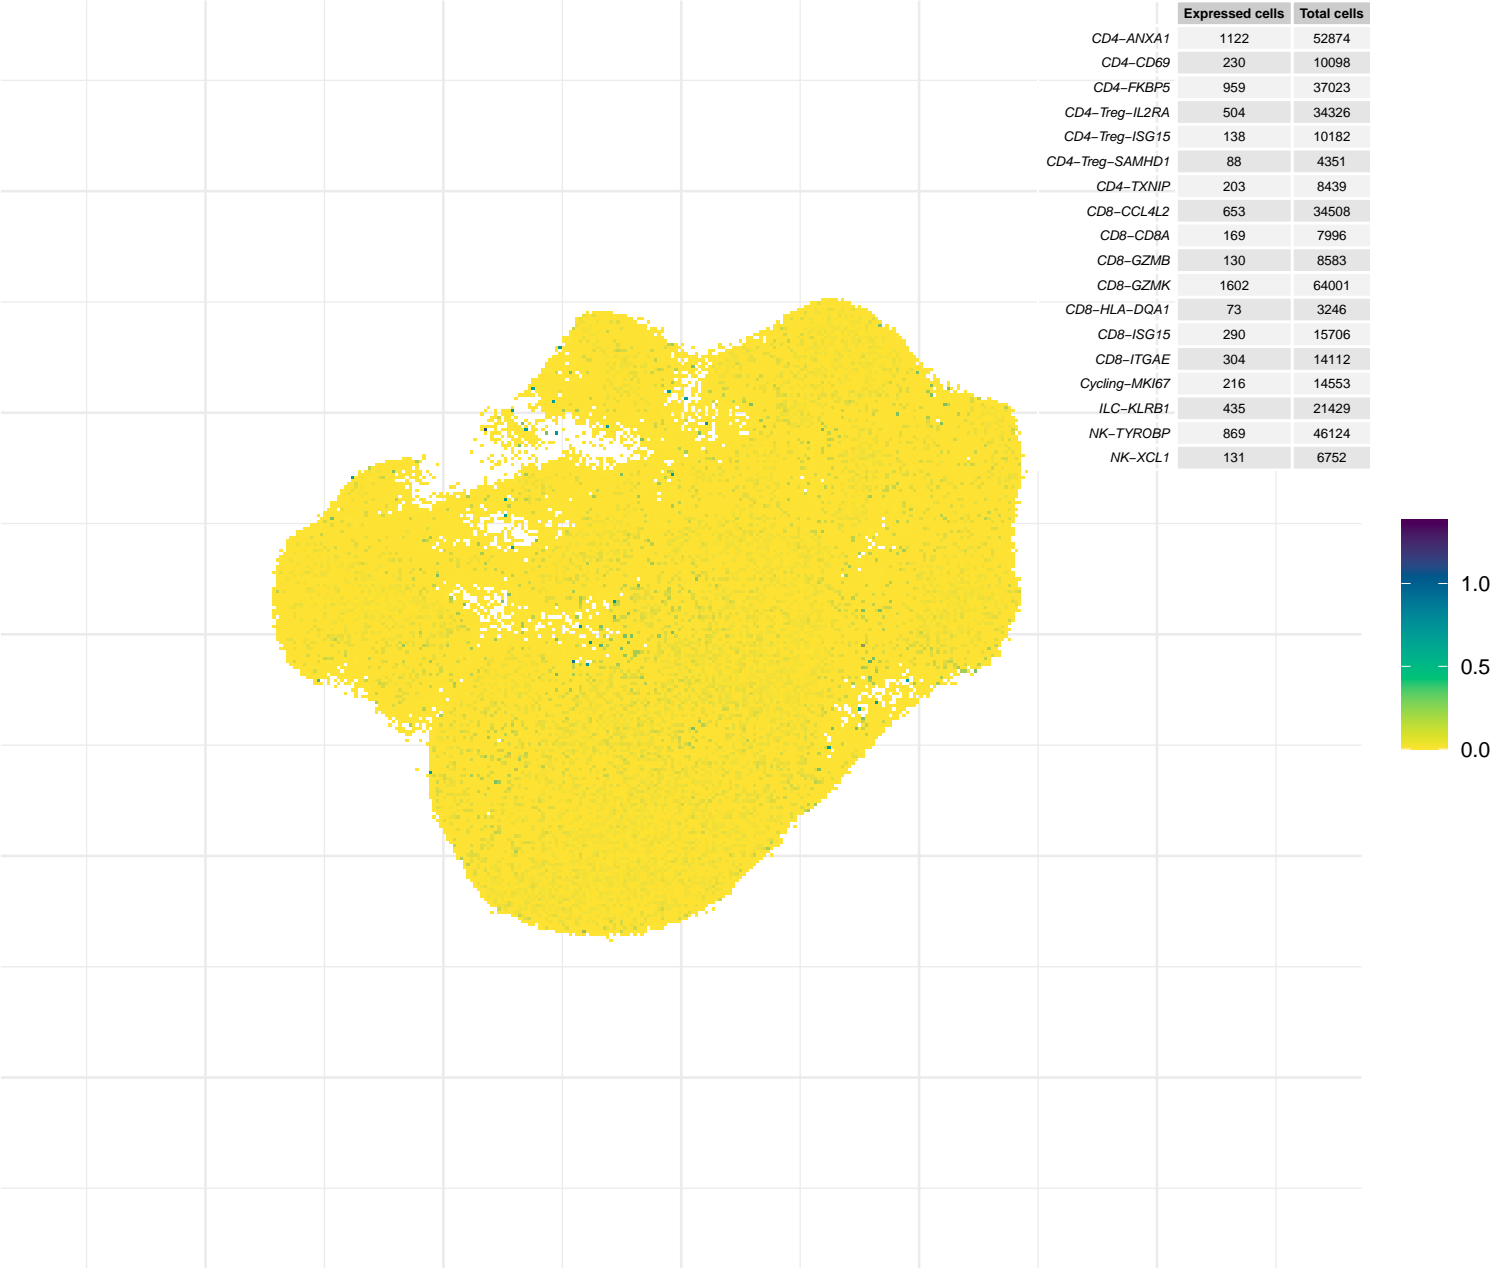 Expressed cells Total cells
CD4−ANXA1 1122 52874
CD4−CD69 230 10098
CD4−FKBP5 959 37023
CD4−Treg−IL2RA 504 34326
CD4−Treg−ISG15 138 10182
CD4−Treg−SAMHD1 88 4351
CD4−TXNIP 203 8439
CD8−CCL4L2 653 34508
CD8−CD8A 169 7996
CD8−GZMB 130 8583
CD8−GZMK 1602 64001
CD8−HLA−DQA1 73 3246
CD8−ISG15 290 15706
CD8−ITGAE 304 14112
Cycling−MKI67 216 14553
ILC−KLRB1 435 21429
NK−TYROBP 869 46124
NK−XCL1 131 6752
1.0
0.5
0.0